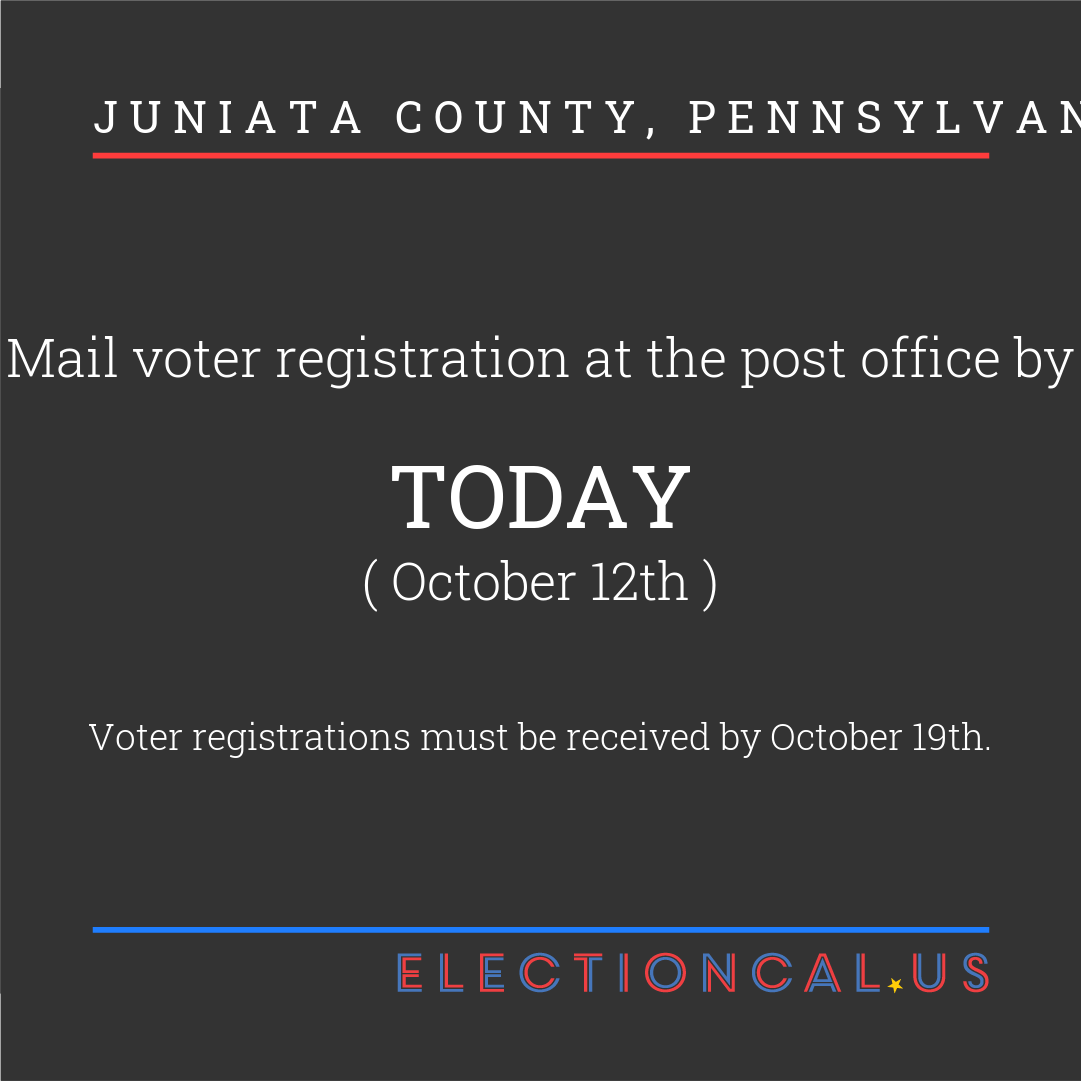 JUNIATA COUNTY, PENNSYLVAN
Mail voter registration at the post office by
TODAY
( October 12th )
Voter registrations must be received by October 19th.
ELECTIONCAL.US